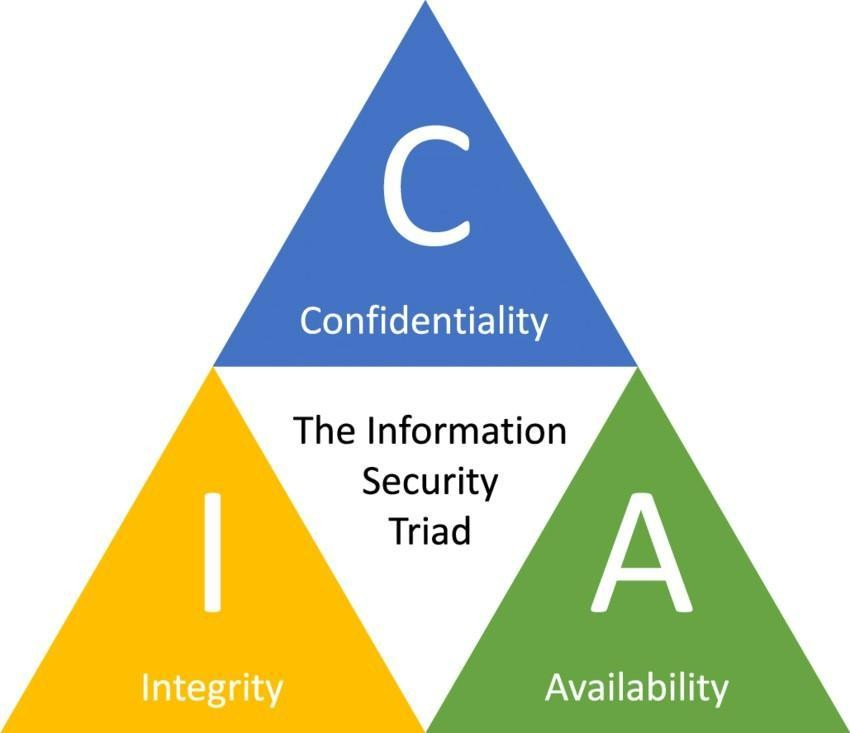 C
Confidentiality
The Information
Security
Triad
I
Integrity
A
Availability